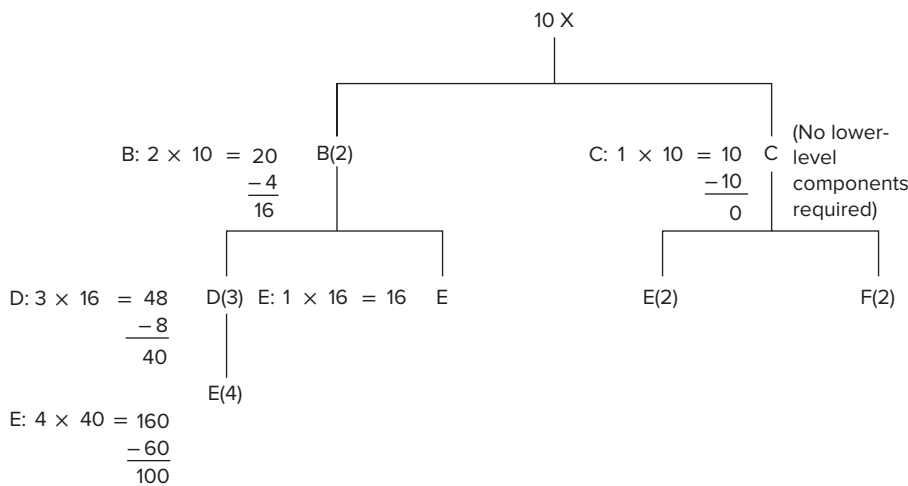 10 X
B: 2 × 10 = 20 B(2) C: 1 × 10 = 10 C (No lower-
level
−4 −10 components
16 0 required)
D: 3 × 16 = 48 D(3) E: 1 × 16 = 16 E E(2) F(2)
−8
40
E(4)
E: 4 × 40 = 160
−60
100